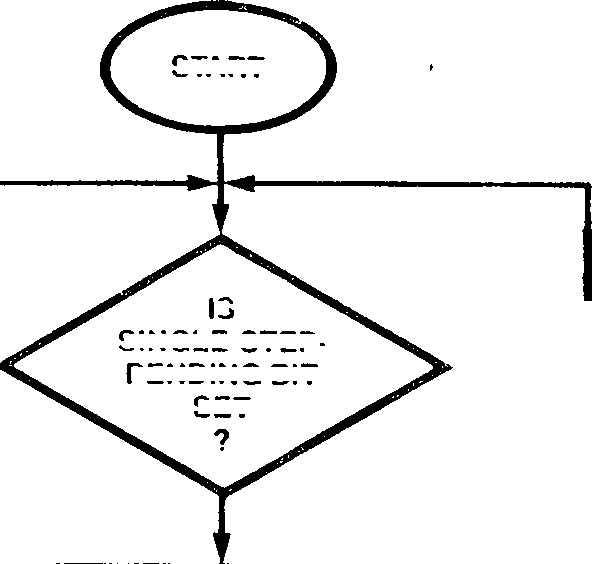 START
IS
SINGLE STEP-
PENDING BIT
SET
?